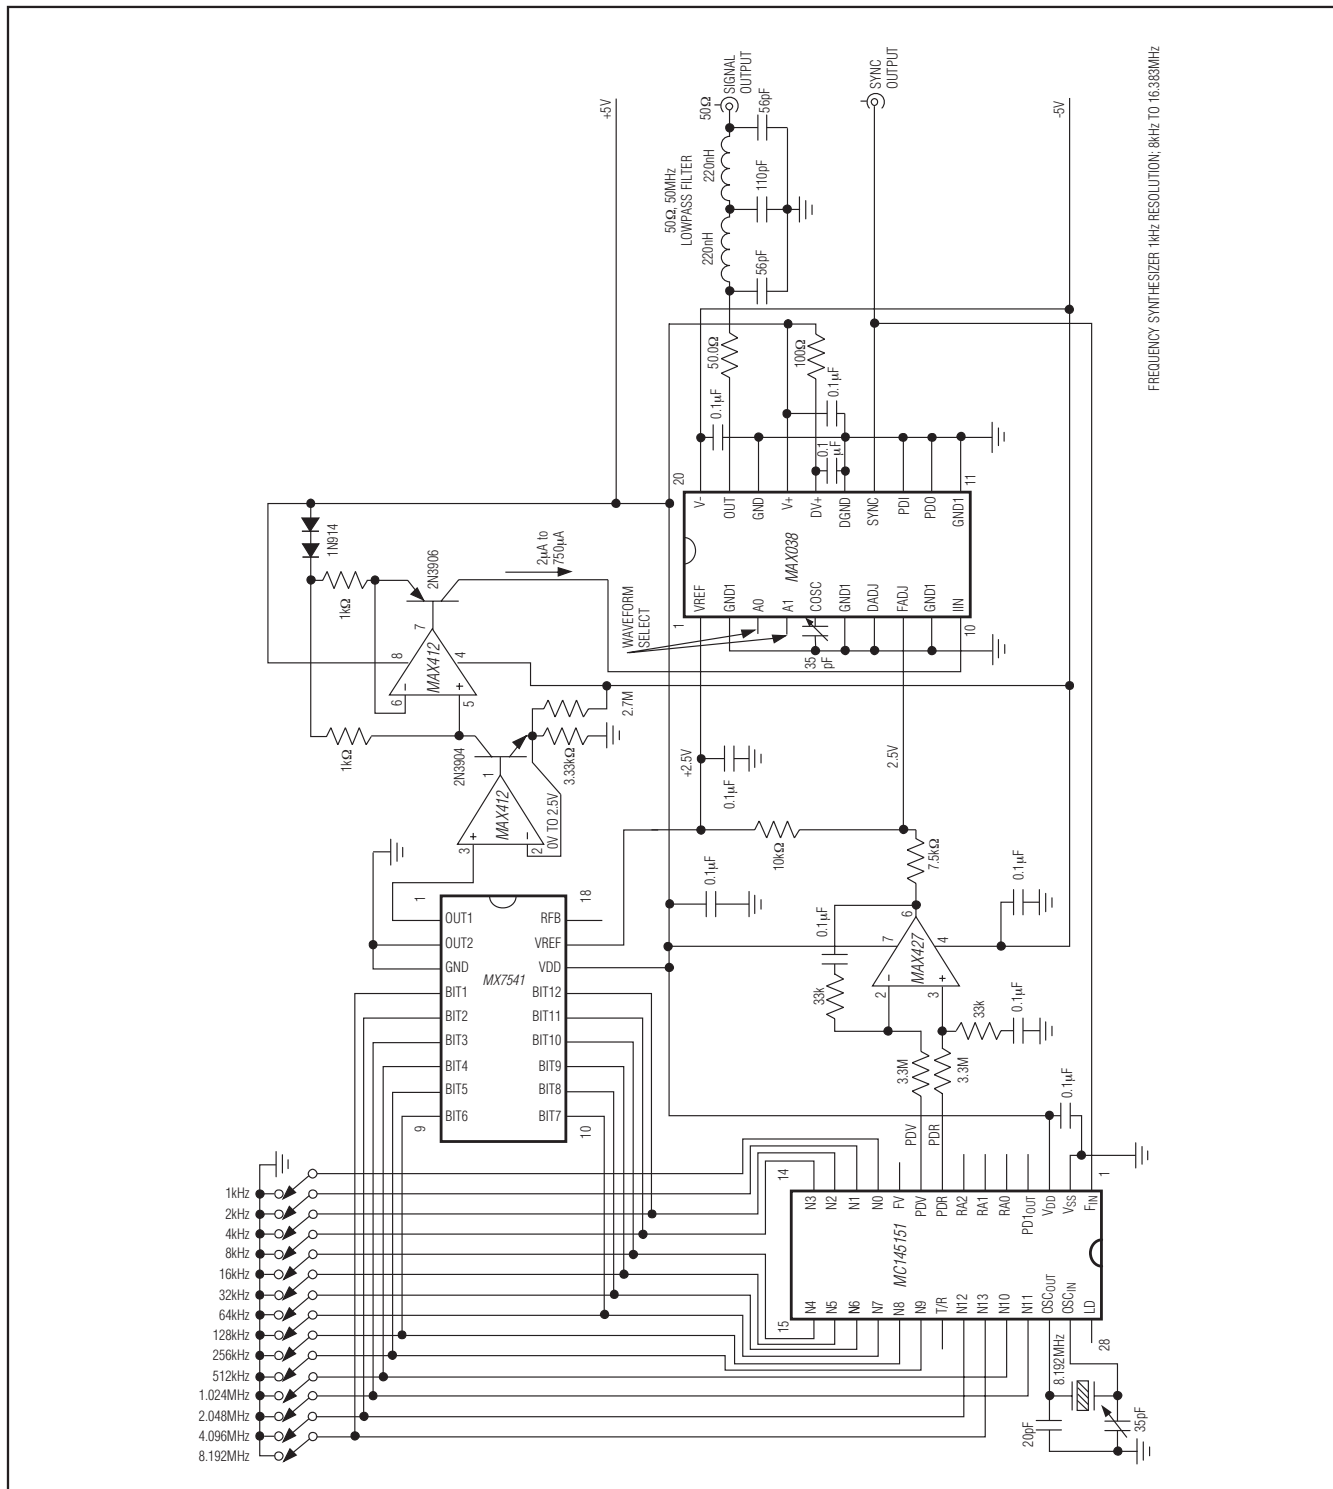 50Ω
SIGNAL
OUTPUT
SYNC
OUTPUT
+5V
-5V
56pF
220nH
110pF
220nH
56pF
50Ω, 50MHz
LOWPASS FILTER
FREQUENCY SYNTHESIZER 1kHz RESOLUTION; 8kHz TO 16.383MHz
50.0Ω
100Ω
0.1µF
0.1µF
0.1
µF
20
11
V-
OUT
GND
V+
DV+
DGND
SYNC
PDI
PDO
GND1
MAX038
VREF
GND1
A0
A1
COSC
GND1
DADJ
FADJ
GND1
IIN
1
10
WAVEFORM
SELECT
35
pF
1N914
2N3906
2µA to
750µA
1kΩ
7
8
4
MAX412
6
5
-
+
1kΩ
2N3904
2.7M
3.33kΩ
1
MAX412
0V TO 2.5V
3
2
+
-
+2.5V
0.1µF
2.5V
10kΩ
7.5kΩ
0.1µF
0.1µF
0.1µF
6
7
4
MAX427
2
3
-
+
33k
33k
0.1µF
3.3M
3.3M
0.1µF
PDV
PDR
1
18
OUT1
RFB
OUT2
VREF
GND
VDD
MX7541
BIT1
BIT12
BIT2
BIT11
BIT3
BIT10
BIT4
BIT9
BIT5
BIT8
BIT6
BIT7
9
10
14
1
N3
N2
N1
N0
FV
PDV
PDR
RA2
RA1
RA0
PD1OUT
VDD
VSS
FIN
MC145151
N4
N5
N6
N7
N8
N9
T/R
N12
N13
N10
N11
OSCOUT
OSCIN
LD
15
28
8.192MHz
20pF
35pF
1kHz
2kHz
4kHz
8kHz
16kHz
32kHz
64kHz
128kHz
256kHz
512kHz
1.024MHz
2.048MHz
4.096MHz
8.192MHz